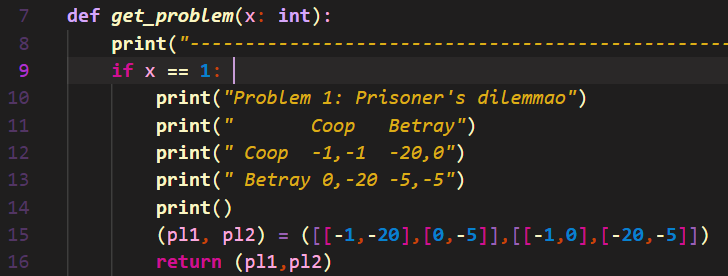 7 def get_problem(x: int):
8 print("-------------------------------------------------
9 if x == 1:
10 print("Problem 1: Prisoner's dilemmao")
11 print("       Coop   Betray")
12 print(" Coop  -1,-1  -20,0")
13 print(" Betray 0,-20 -5,-5")
14 print()
15 (pl1, pl2) = ([[-1,-20],[0,-5]],[[-1,0],[-20,-5]])
16 return (pl1,pl2)